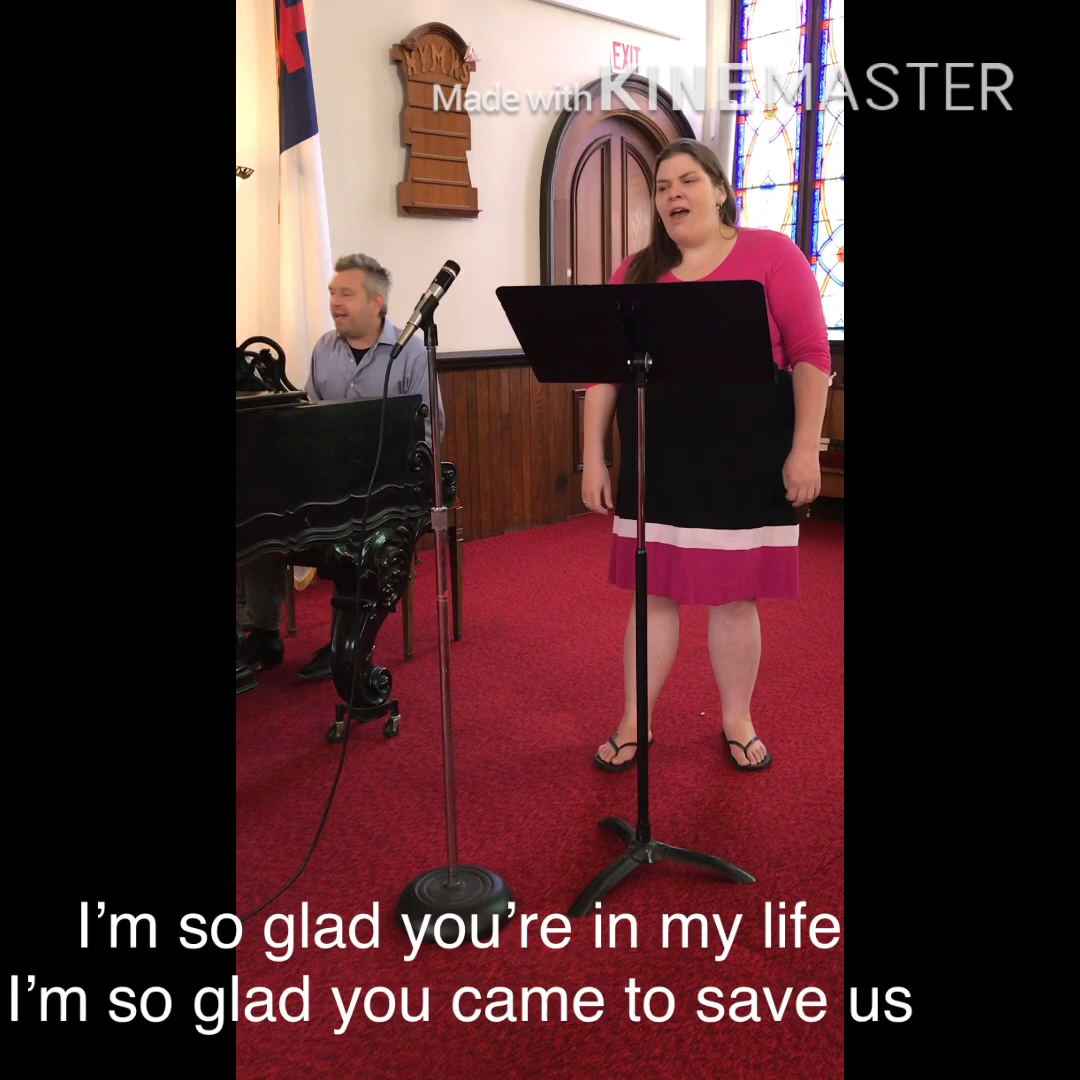 HYMNS
EXIT
Made with KINEMASTER
I'm so glad you're in my life
I'm so glad you came to save us